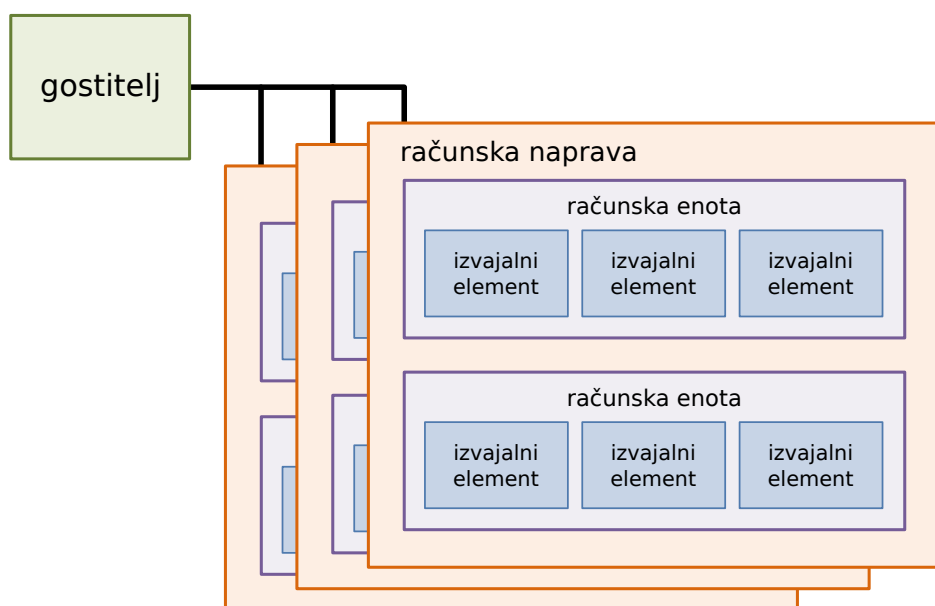 gostitelj
računska naprava
računska enota
izvajalni izvajalni izvajalni
element element element
računska enota
izvajalni izvajalni izvajalni
element element element